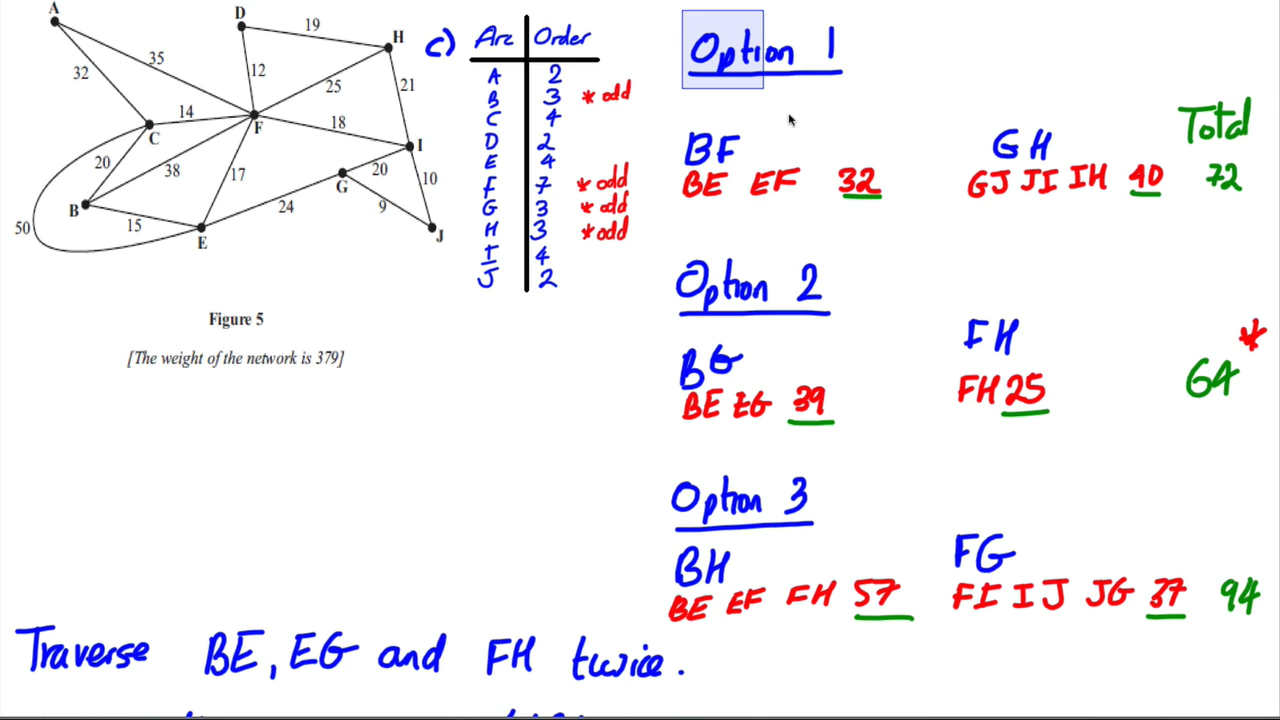 A
D
19
H
35
32
12
25
21
14
C
F
18
I
20
38
17
20
G
10
B
24
9
15
50
E
J
Figure 5
[The weight of the network is 379]
c) Arc Order
A 2
B 3 * odd
C 4
D 2
E 4
F 7 * odd
G 3 * odd
H 3 * odd
I 4
J 2
Option 1
Total
BF GH
BE EF 32 GJ JI IH 40 72
Option 2
BG FH *
BE EG 39 FH 25 64
Option 3
BH FG
BE EF FH 57 FI IJ JG 37 94
Traverse BE, EG and FH twice.